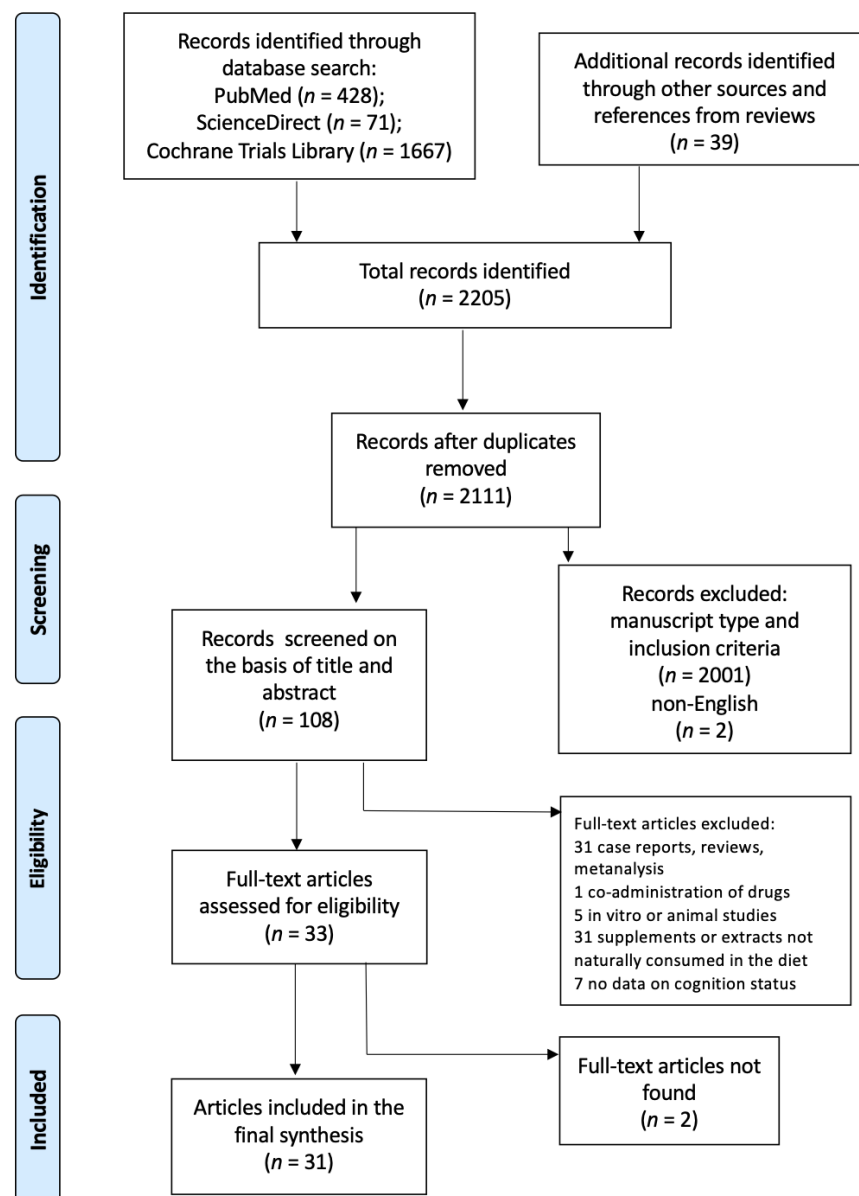 Identification
Records identified through
database search:
PubMed (n = 428);
ScienceDirect (n = 71);
Cochrane Trials Library (n = 1667)
Additional records identified
through other sources and
references from reviews
(n = 39)
Total records identified
(n = 2205)
Records after duplicates
removed
(n = 2111)
Screening
Records screened on
the basis of title and
abstract
(n = 108)
Records excluded:
manuscript type and
inclusion criteria
(n = 2001)
non-English
(n = 2)
Eligibility
Full-text articles
assessed for eligibility
(n = 33)
Full-text articles excluded:
31 case reports, reviews,
metanalysis
1 co-administration of drugs
5 in vitro or animal studies
31 supplements or extracts not
naturally consumed in the diet
7 no data on cognition status
Included
Articles included in the
final synthesis
(n = 31)
Full-text articles not
found
(n = 2)